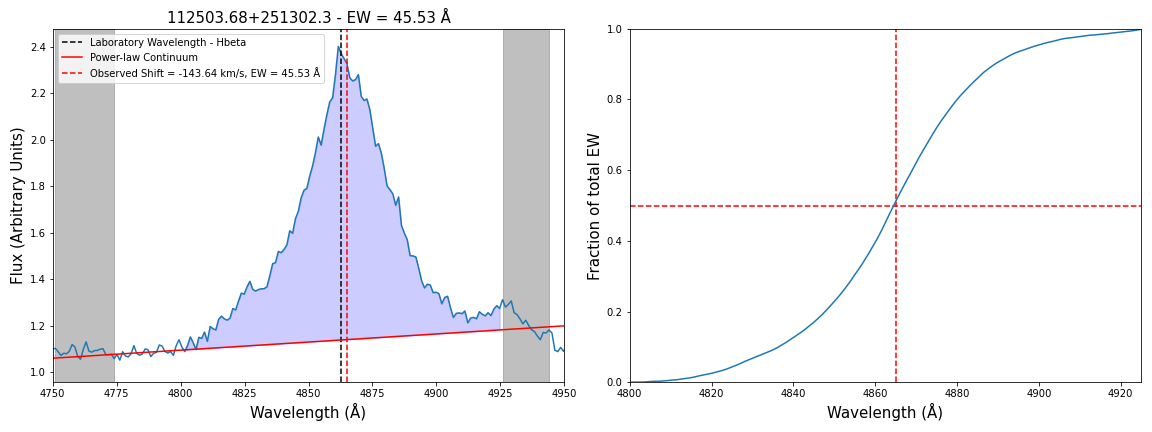 112503.68+251302.3 - EW = 45.53 Å
Laboratory Wavelength - Hbeta
Power-law Continuum
Observed Shift = -143.64 km/s, EW = 45.53 Å
Flux (Arbitrary Units)
2.4
2.2
2.0
1.8
1.6
1.4
1.2
1.0
4750 4775 4800 4825 4850 4875 4900 4925 4950
Wavelength (Å)
Fraction of total EW
1.0
0.8
0.6
0.4
0.2
0.0
4800 4820 4840 4860 4880 4900 4920
Wavelength (Å)